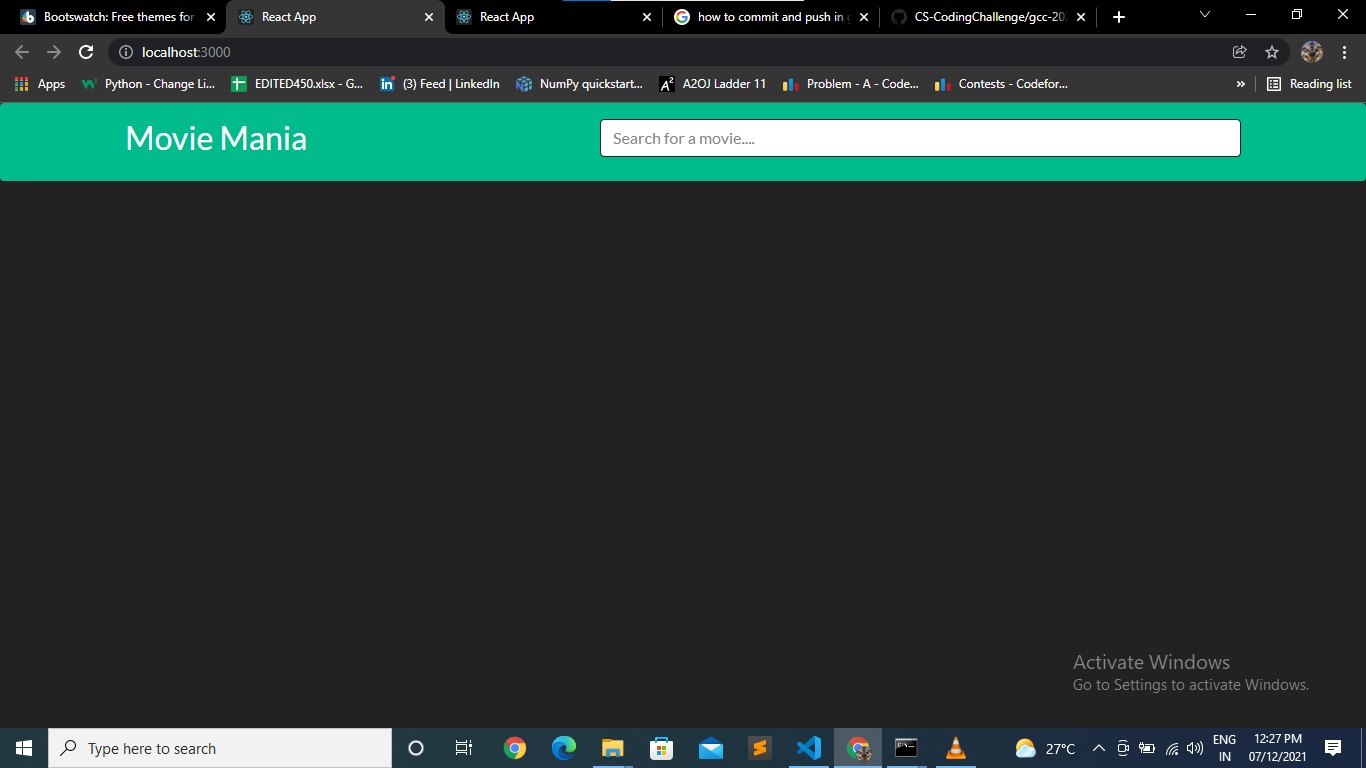 Bootswatch: Free themes for
React App
React App
how to commit and push in g
CS-CodingChallenge/gcc-202
localhost:3000
Apps
Python - Change Li...
EDITED450.xlsx - G...
(3) Feed | LinkedIn
NumPy quickstart...
A2OJ Ladder 11
Problem - A - Code...
Contests - Codefor...
»
Reading list
Movie Mania
Search for a movie....
Activate Windows
Go to Settings to activate Windows.
Type here to search
27°C
ENG
IN
12:27 PM
07/12/2021